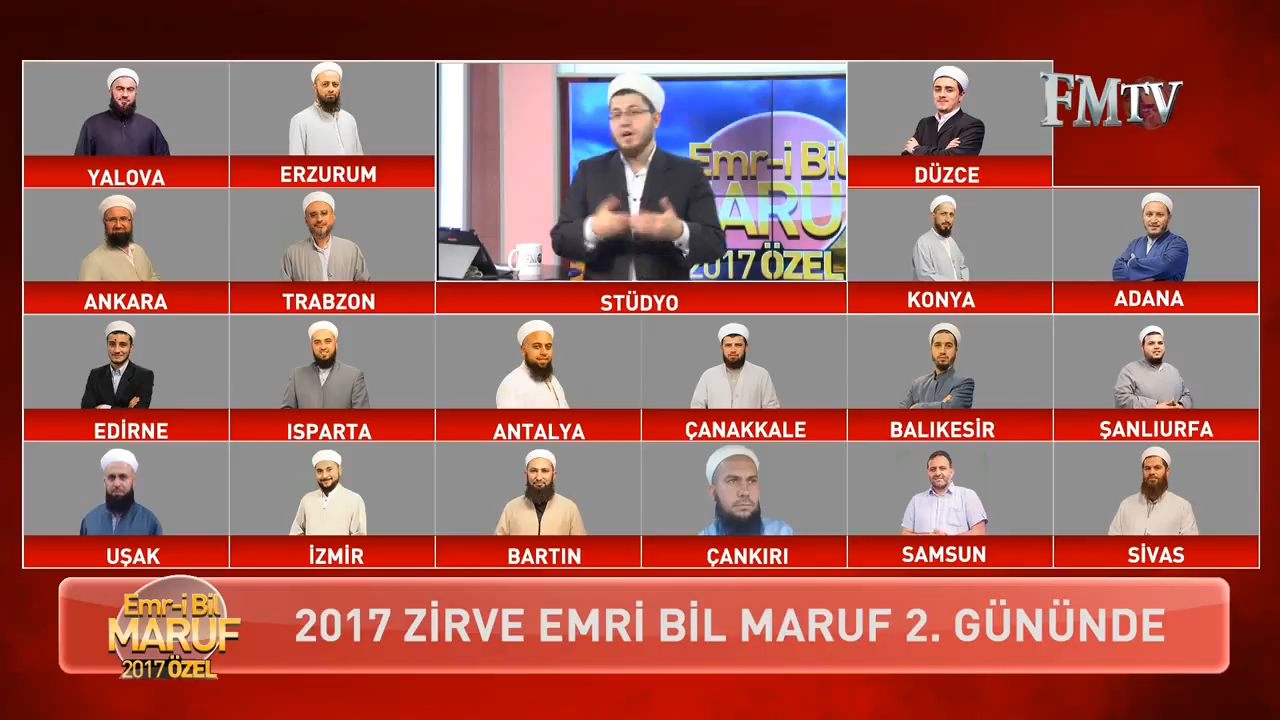 FMTV
YALOVA
ERZURUM
Emr-i Bil
MARU
2017 ÖZEL
DÜZCE
ANKARA
TRABZON
STÜDYO
KONYA
ADANA
EDİRNE
ISPARTA
ANTALYA
ÇANAKKALE
BALIKESİR
ŞANLIURFA
UŞAK
İZMİR
BARTIN
ÇANKIRI
SAMSUN
SİVAS
Emr-i Bil
MARUF
2017 ÖZEL
2017 ZİRVE EMRİ BİL MARUF 2. GÜNÜNDE